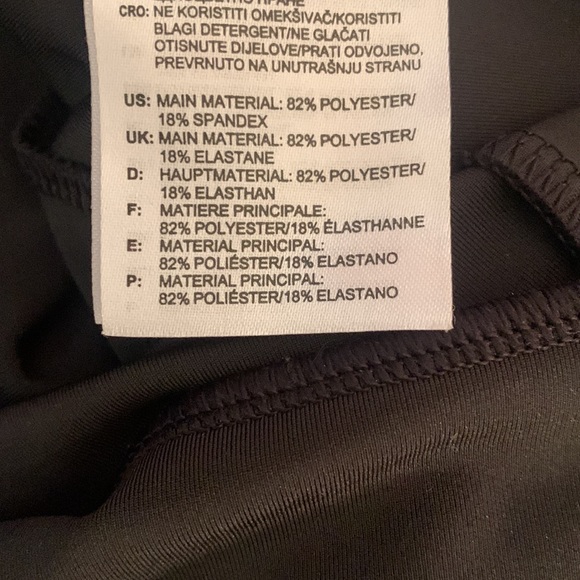 CRO: NE KORISTITI OMEKŠIVAČ/KORISTITI
BLAGI DETERGENT/NE GLAČATI
OTISNUTE DIJELOVE/PRATI ODVOJENO,
PREVRNUTO NA UNUTRAŠNJU STRANU
US: MAIN MATERIAL: 82% POLYESTER/
18% SPANDEX
UK: MAIN MATERIAL: 82% POLYESTER/
18% ELASTANE
D: HAUPTMATERIAL: 82% POLYESTER/
18% ELASTHAN
F: MATIERE PRINCIPALE:
82% POLYESTER/18% ÉLASTHANNE
E: MATERIAL PRINCIPAL:
82% POLIÉSTER/18% ELASTANO
P: MATERIAL PRINCIPAL:
82% POLIÉSTER/18% ELASTANO